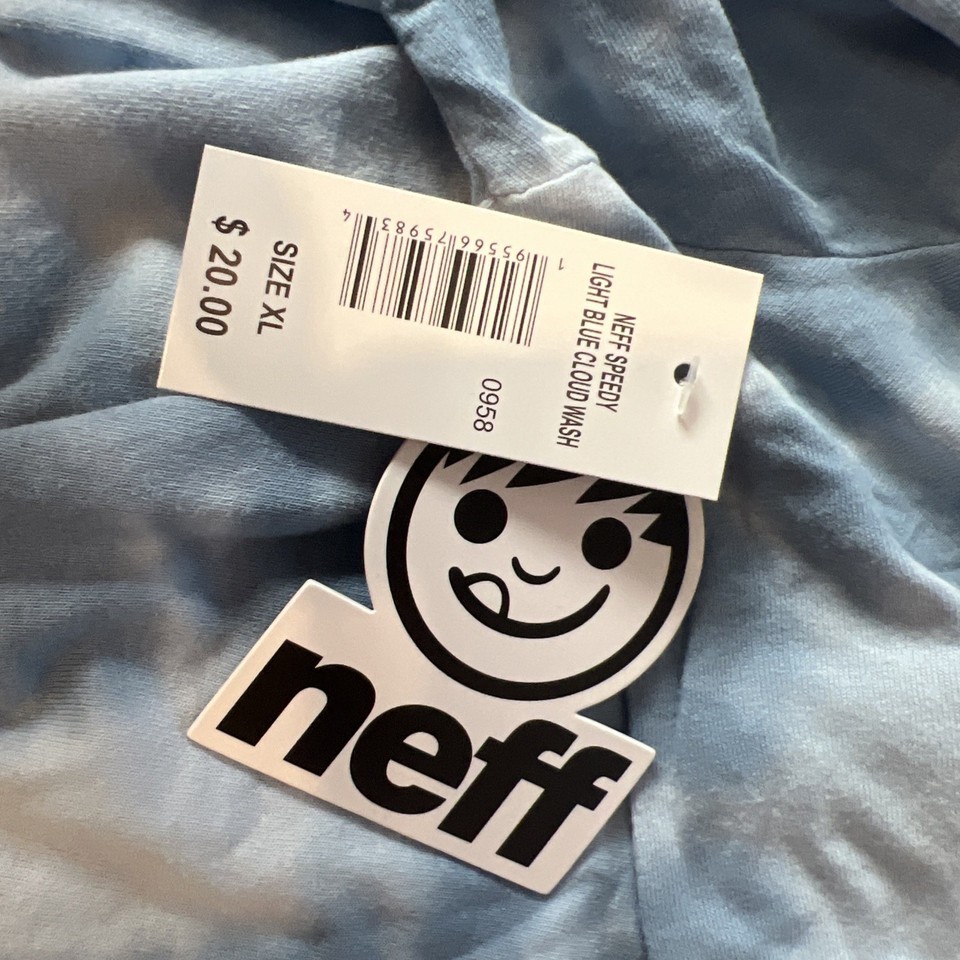 NEFF SPEEDY
LIGHT BLUE CLOUD WASH
0958
1 95566 75983 4
SIZE XL
$ 20.00
neff